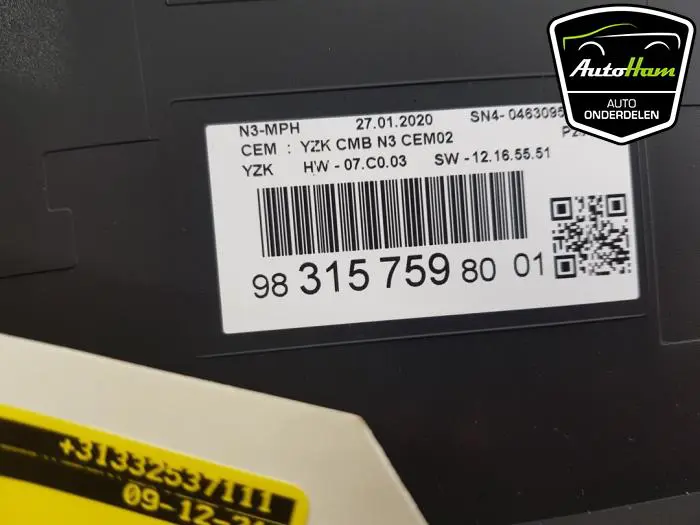 AutoHam
AUTO
ONDERDELEN
N3-MPH 27.01.2020 SN4- 0463095
CEM : YZK CMB N3 CEM02
YZK HW - 07.C0.03 SW - 12.16.55.51
98 315 759 80 01
+31332537111
09-12-2